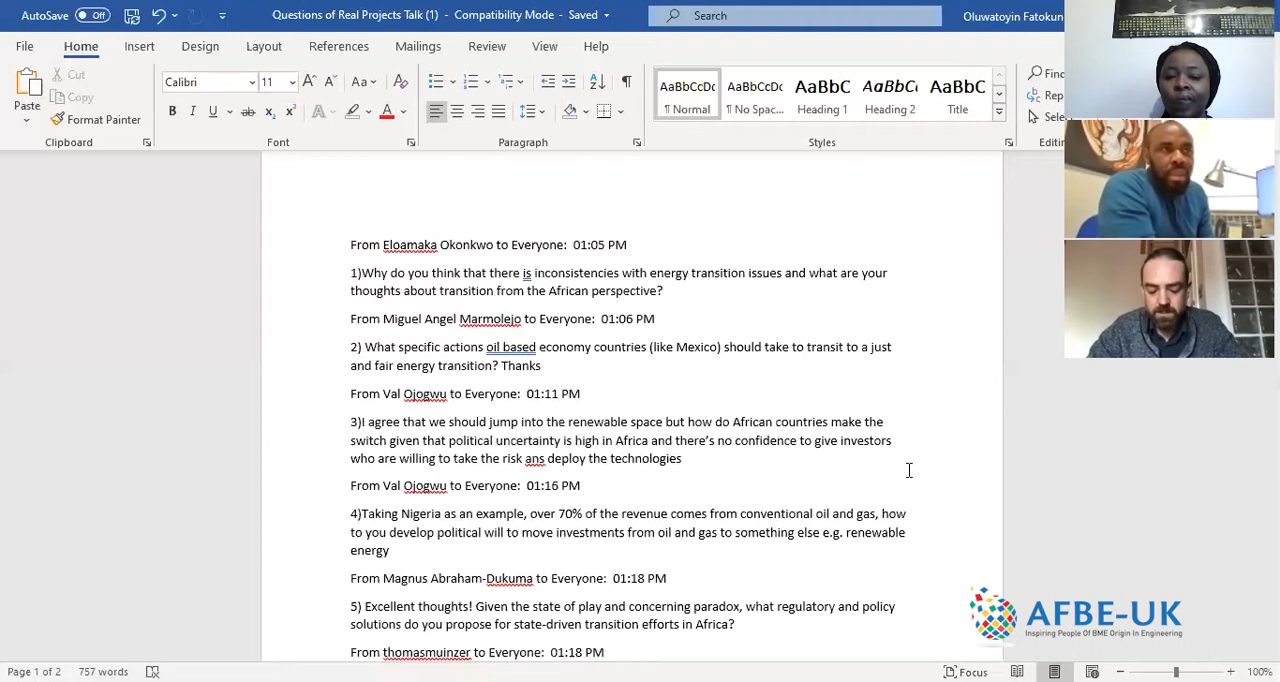 AutoSave Off Questions of Real Projects Talk (1) - Compatibility Mode - Saved Search Oluwatoyin Fatokun
File Home Insert Design Layout References Mailings Review View Help
Paste Cut Copy Format Painter
Calibri 11 A A Aa A
B I U ab x2 x2 A A
AaBbCcDc AaBbCcDc AaBbC AaBbCc AaBbC
Normal No Spac... Heading 1 Heading 2 Title
Find
Rep
Sele
Clipboard Font Paragraph Styles Editin
From Eloamaka Okonkwo to Everyone: 01:05 PM
1)Why do you think that there is inconsistencies with energy transition issues and what are your
thoughts about transition from the African perspective?
From Miguel Angel Marmolejo to Everyone: 01:06 PM
2) What specific actions oil based economy countries (like Mexico) should take to transit to a just
and fair energy transition? Thanks
From Val Ojogwu to Everyone: 01:11 PM
3)I agree that we should jump into the renewable space but how do African countries make the
switch given that political uncertainty is high in Africa and there's no confidence to give investors
who are willing to take the risk ans deploy the technologies
From Val Ojogwu to Everyone: 01:16 PM
4)Taking Nigeria as an example, over 70% of the revenue comes from conventional oil and gas, how
to you develop political will to move investments from oil and gas to something else e.g. renewable
energy
From Magnus Abraham-Dukuma to Everyone: 01:18 PM
5) Excellent thoughts! Given the state of play and concerning paradox, what regulatory and policy
solutions do you propose for state-driven transition efforts in Africa?
From thomasmuinzer to Everyone: 01:18 PM
AFBE-UK
Inspiring People Of BME Origin In Engineering
Page 1 of 2 757 words Focus 100%